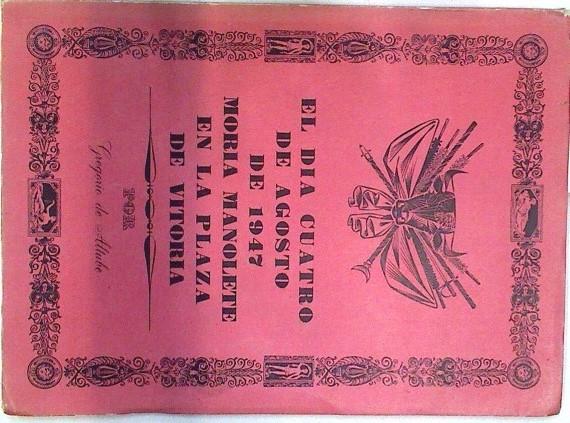 EL DIA CUATRO
DE AGOSTO
DE 1947
MORIA MANOLETE
EN LA PLAZA
DE VITORIA
POR
Gregorio de Altube